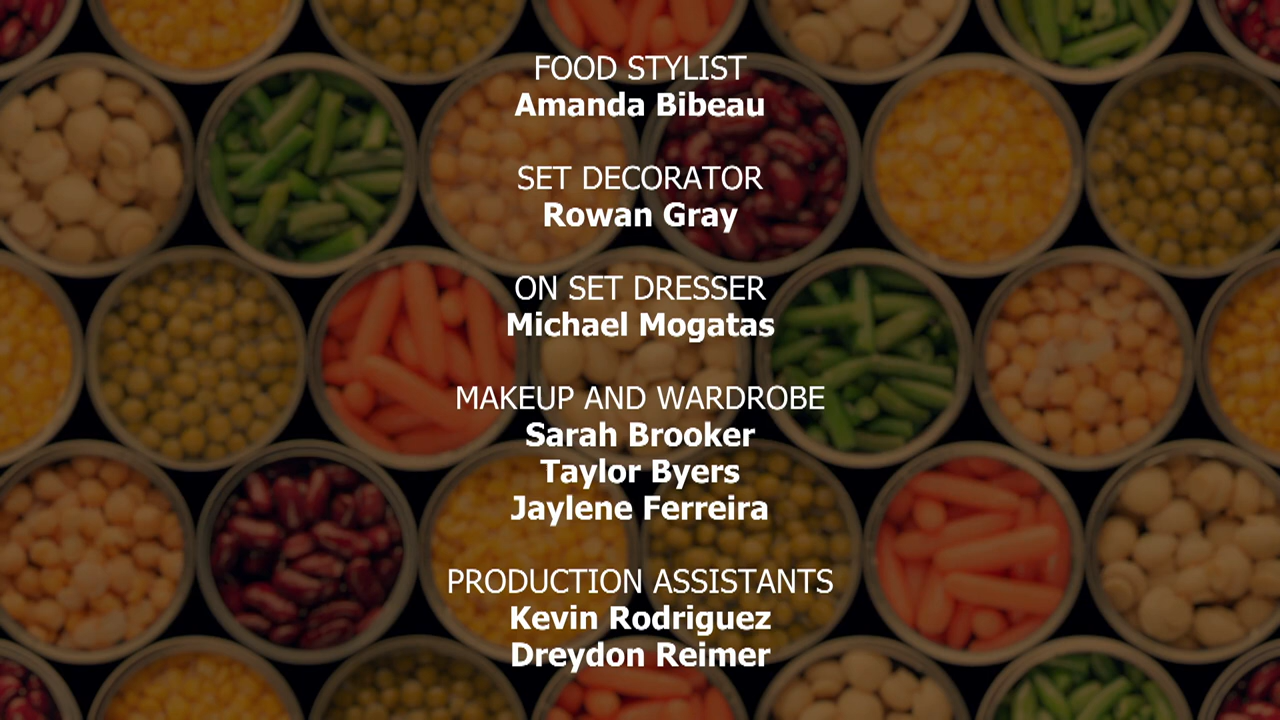 FOOD STYLIST
Amanda Bibeau
SET DECORATOR
Rowan Gray
ON SET DRESSER
Michael Mogatas
MAKEUP AND WARDROBE
Sarah Brooker
Taylor Byers
Jaylene Ferreira
PRODUCTION ASSISTANTS
Kevin Rodriguez
Dreydon Reimer